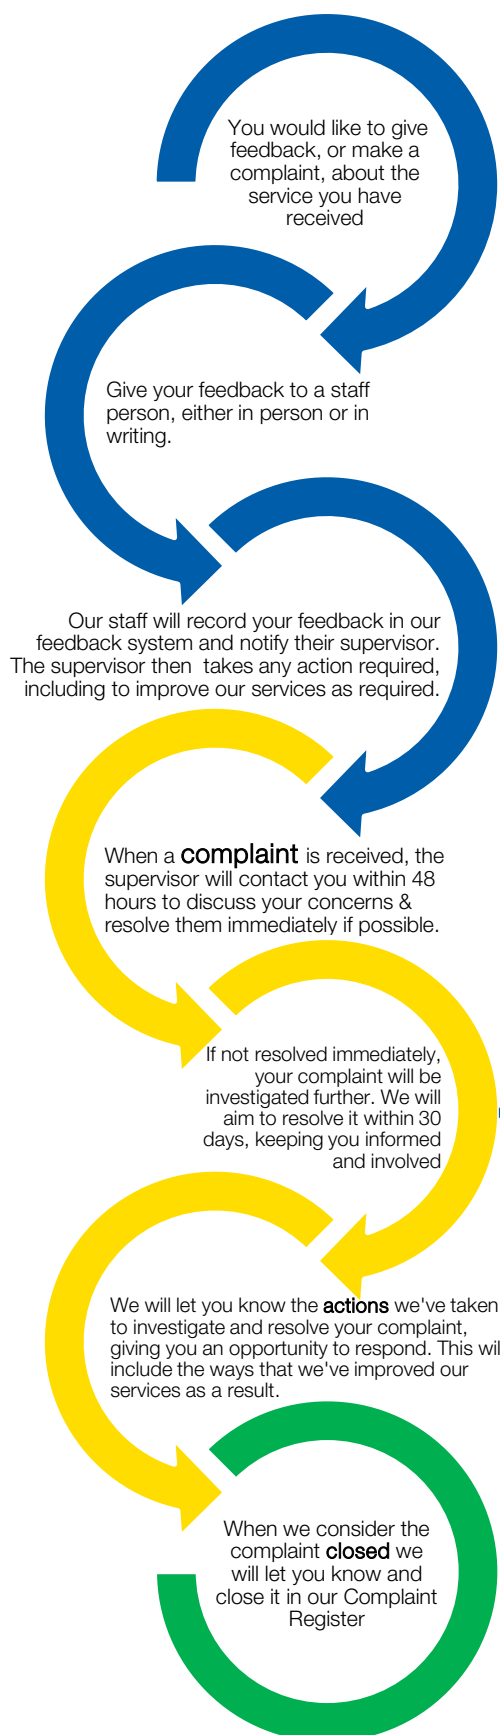 You would like to give
feedback, or make a
complaint, about the
service you have
received
Give your feedback to a staff
person, either in person or in
writing.
Our staff will record your feedback in our
feedback system and notify their supervisor.
The supervisor then takes any action required,
including to improve our services as required.
When a complaint is received, the
supervisor will contact you within 48
hours to discuss your concerns &
resolve them immediately if possible.
If not resolved immediately,
your complaint will be
investigated further. We will
aim to resolve it within 30
days, keeping you informed
and involved
We will let you know the actions we've taken
to investigate and resolve your complaint,
giving you an opportunity to respond. This wil
include the ways that we've improved our
services as a result.
When we consider the
complaint closed we
will let you know and
close it in our Complaint
Register